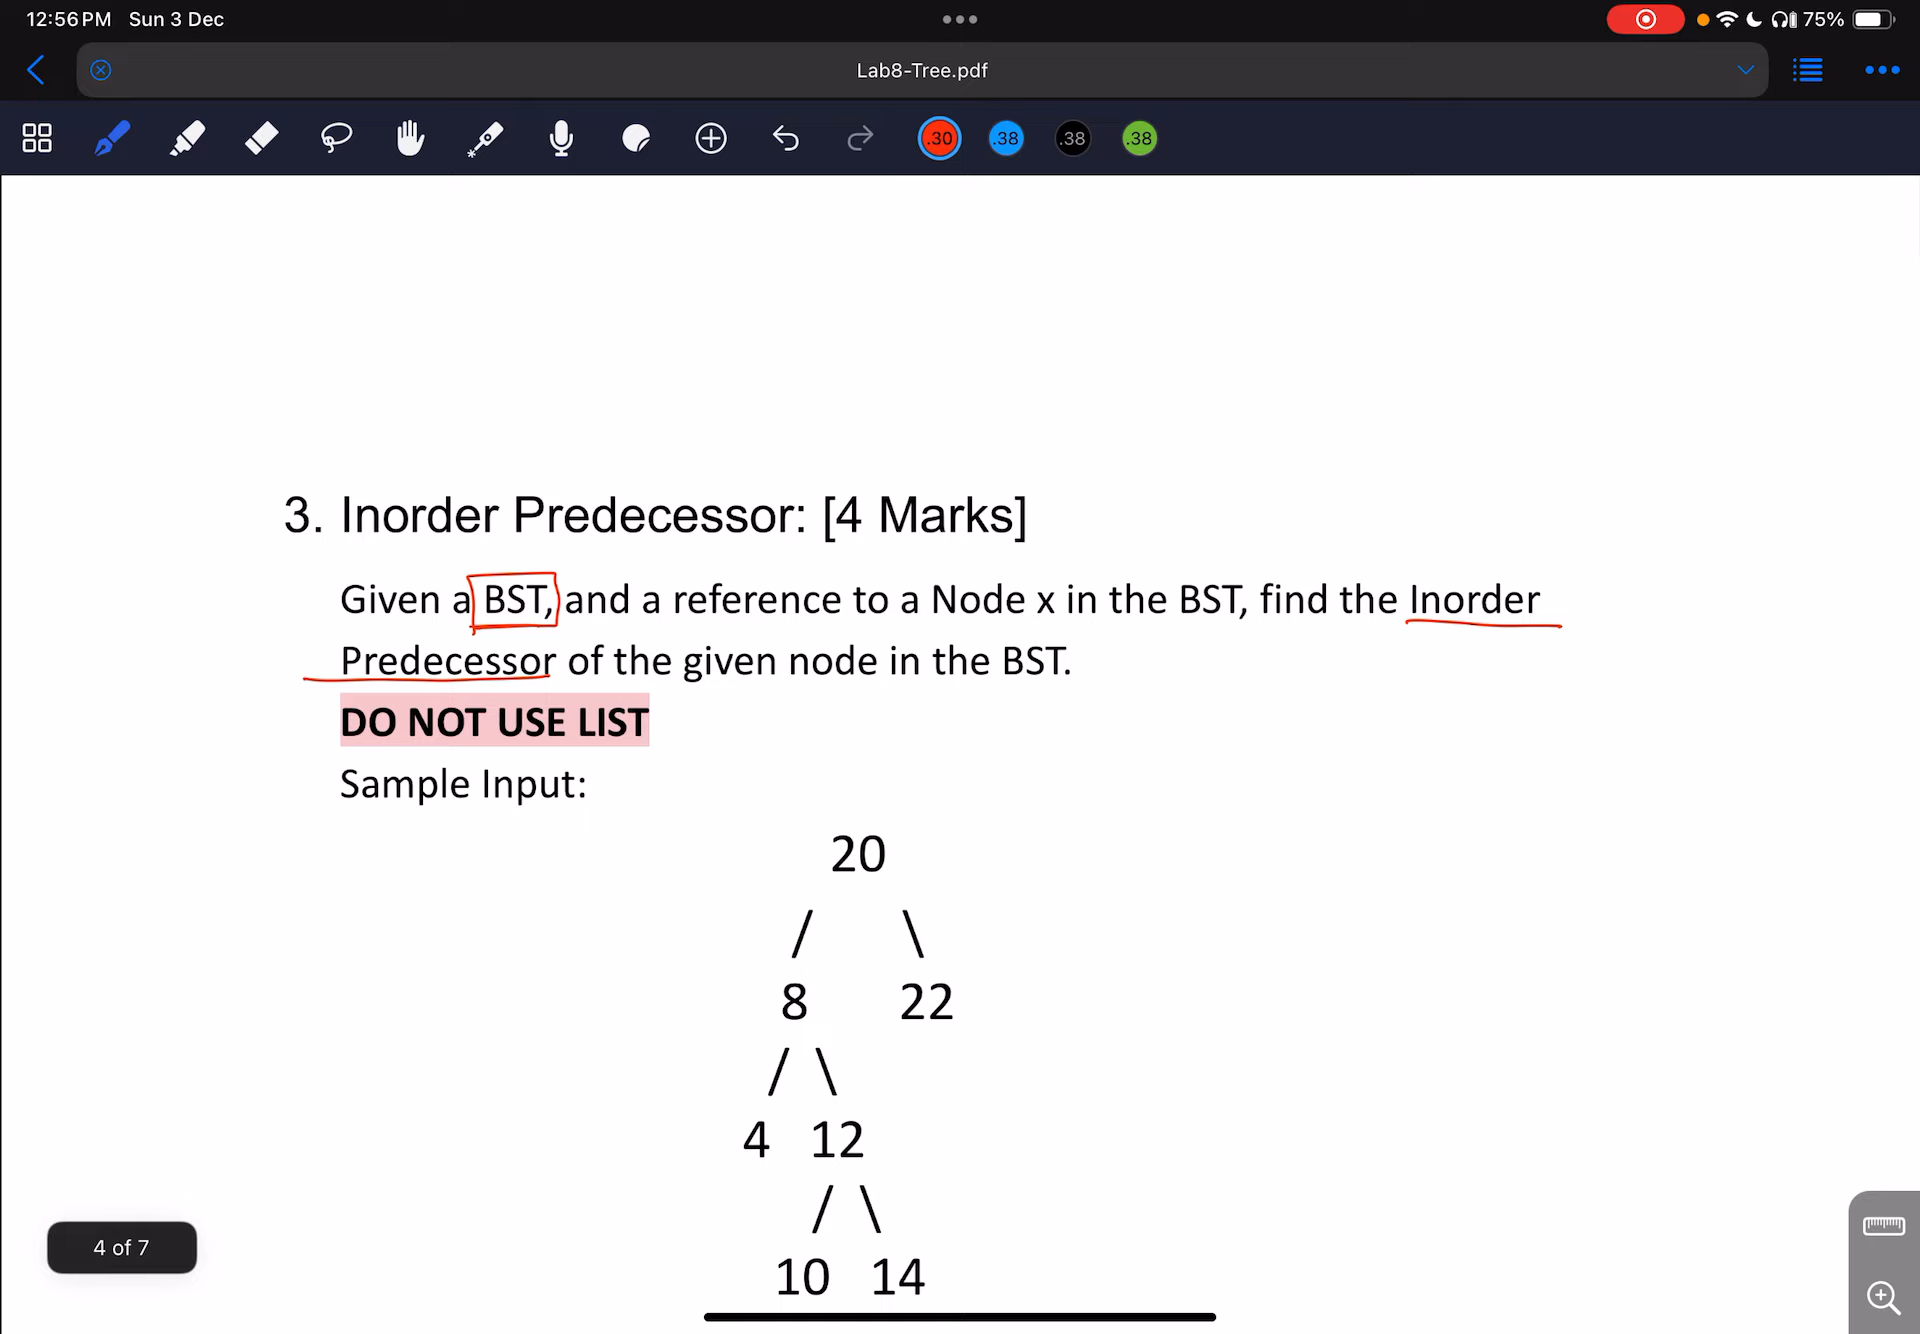 12:56 PM Sun 3 Dec
75%
Lab8-Tree.pdf
.30 .38 .38 .38
3. Inorder Predecessor: [4 Marks]
Given a BST, and a reference to a Node x in the BST, find the Inorder
Predecessor of the given node in the BST.
DO NOT USE LIST
Sample Input:
20
/ \
8 22
/ \
4 12
/ \
10 14
4 of 7